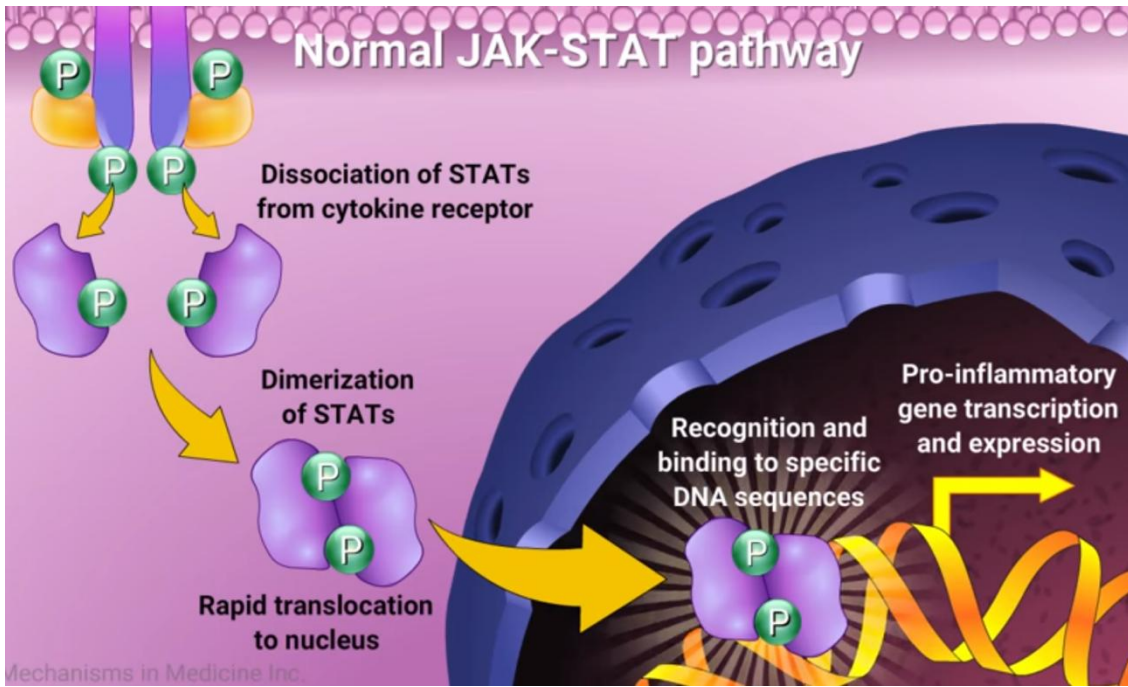 Normal JAK-STAT pathway
P
P
P
P
Dissociation of STATs
from cytokine receptor
P
P
Dimerization
of STATs
P
P
Rapid translocation
to nucleus
Recognition and
binding to specific
DNA sequences
P
P
Pro-inflammatory
gene transcription
and expression
Mechanisms in Medicine Inc.